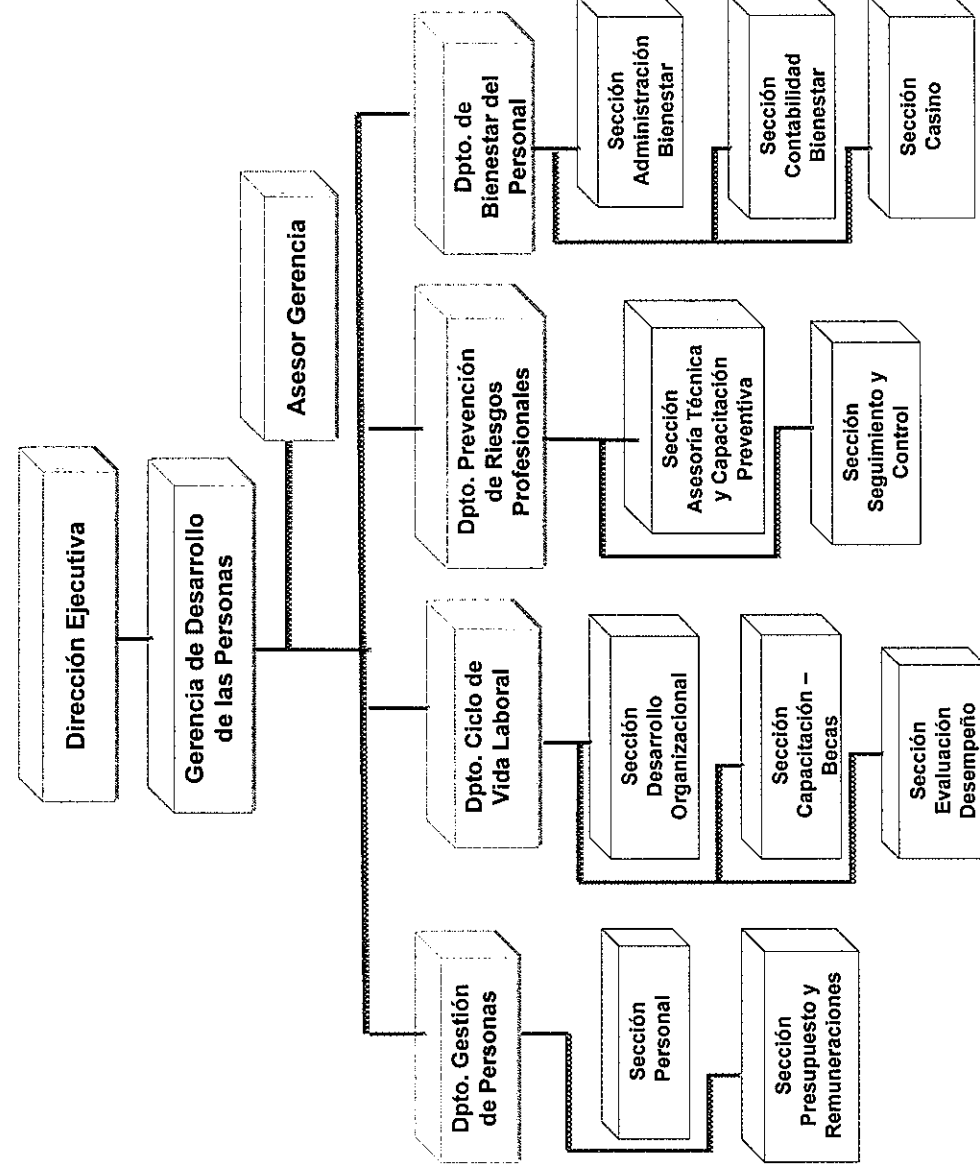 Dirección Ejecutiva
Gerencia de Desarrollo
de las Personas
Asesor Gerencia
Dpto. Gestión
de Personas
Sección
Personal
Sección
Presupuesto y
Remuneraciones
Dpto. Ciclo de
Vida Laboral
Sección
Desarrollo
Organizacional
Sección
Capacitación –
Becas
Sección
Evaluación
Desempeño
Dpto. Prevención
de Riesgos
Profesionales
Sección
Asesoría Técnica
y Capacitación
Preventiva
Sección
Seguimiento y
Control
Dpto. de
Bienestar del
Personal
Sección
Administración
Bienestar
Sección
Contabilidad
Bienestar
Sección
Casino